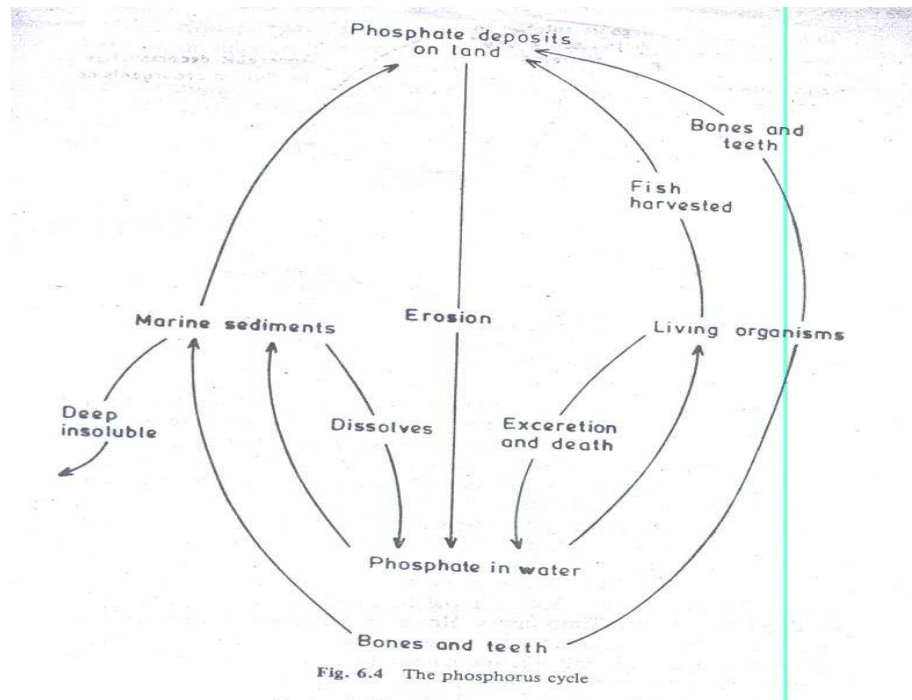 Phosphate deposits
on land
Bones and
teeth
Fish
harvested
Marine sediments
Erosion
Living organisms
Deep
insoluble
Dissolves
Exceretion
and death
Phosphate in water
Bones and teeth
Fig. 6.4 The phosphorus cycle